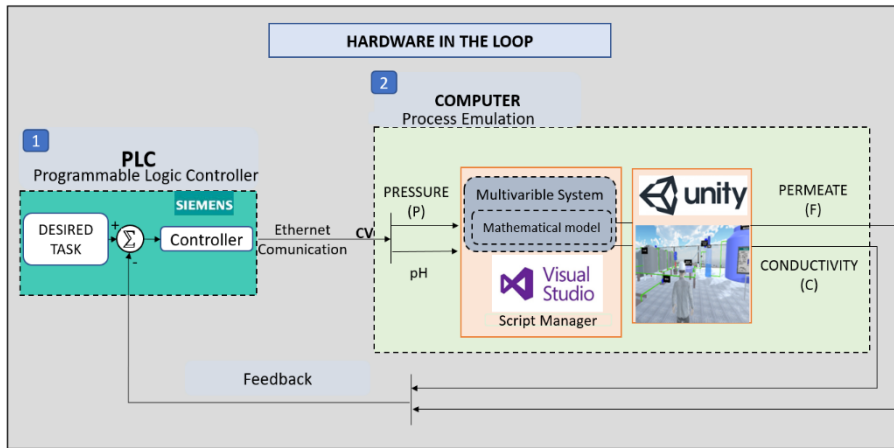 HARDWARE IN THE LOOP
1
PLC
Programmable Logic Controller
SIEMENS
DESIRED
TASK
+
Σ
-
Controller
Ethernet
Comunication
CV
2
COMPUTER
Process Emulation
PRESSURE
(P)
pH
Multivarible System
Mathematical model
Visual
Studio
Script Manager
unity
PERMEATE
(F)
CONDUCTIVITY
(C)
Feedback